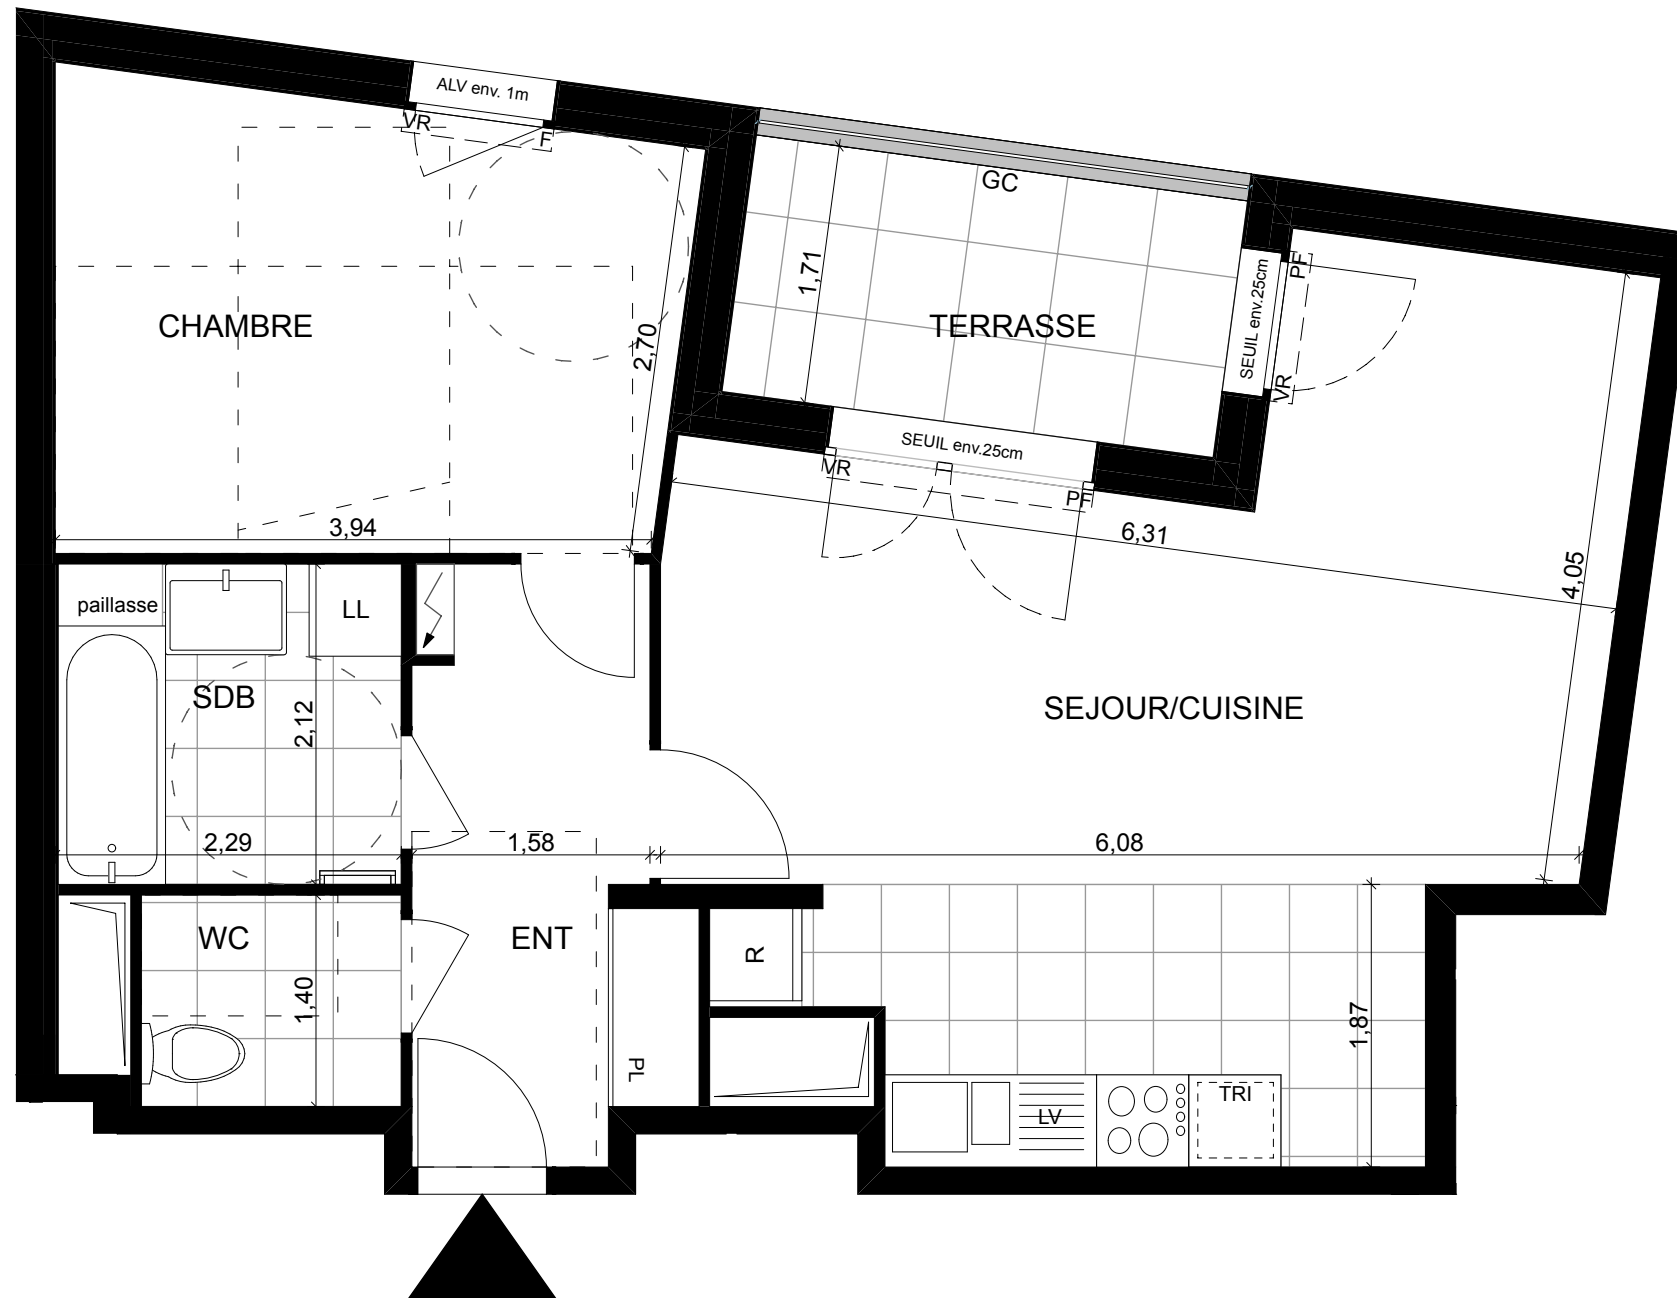 ALV env. 1m
VR
F
GC
CHAMBRE
2,70
1,71
TERRASSE
SEUIL env.25cm
PF
VR
SEUIL env.25cm
VR
PF
3,94
6,31
4,05
paillasse
LL
SDB
2,12
SEJOUR/CUISINE
2,29
1,58
6,08
WC
ENT
R
1,40
1,87
PL
LV
TRI